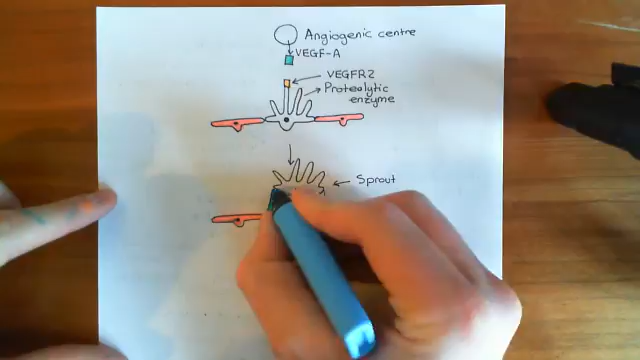 Angiogenic centre
VEGF-A
VEGFR2
Proteolytic
enzyme
Sprout